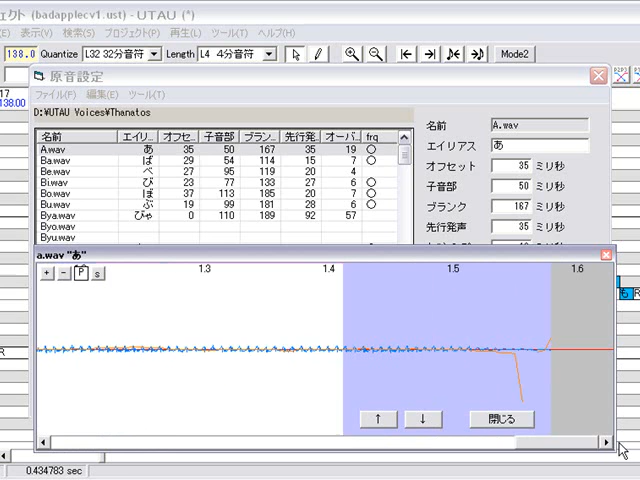 ェクト (badapplecv1.ust) - UTAU (*)
(E) 表示(V) 検索(S) プロジェクト(P) 再生(L) ツール(T) ヘルプ(H)
138.0 Quantize L32 32分音符 Length L4 4分音符 Mode2
17
138.00
原音設定
ファイル(F) 編集(E) ツール(T)
D:¥UTAU Voices¥Thanatos
名前 エイリ... オフセ... 子音部 ブラン... 先行発... オーバ... frq
A.wav あ 35 50 167 35 19 ○
Ba.wav ば 29 54 114 15 7 ○
Be.wav べ 27 95 119 20 4
Bi.wav び 23 77 133 27 6 ○
Bo.wav ぼ 37 113 185 20 7 ○
Bu.wav ぶ 19 99 181 28 6 ○
Bya.wav びゃ 0 110 189 92 57
Byo.wav
Byu.wav
名前 A.wav
エイリアス あ
オフセット 35 ミリ秒
子音部 50 ミリ秒
ブランク 167 ミリ秒
先行発声 35 ミリ秒
a.wav "あ"
+ - P s
1.3 1.4 1.5 1.6
も R
R
↑ ↓ 閉じる
0.434783 sec